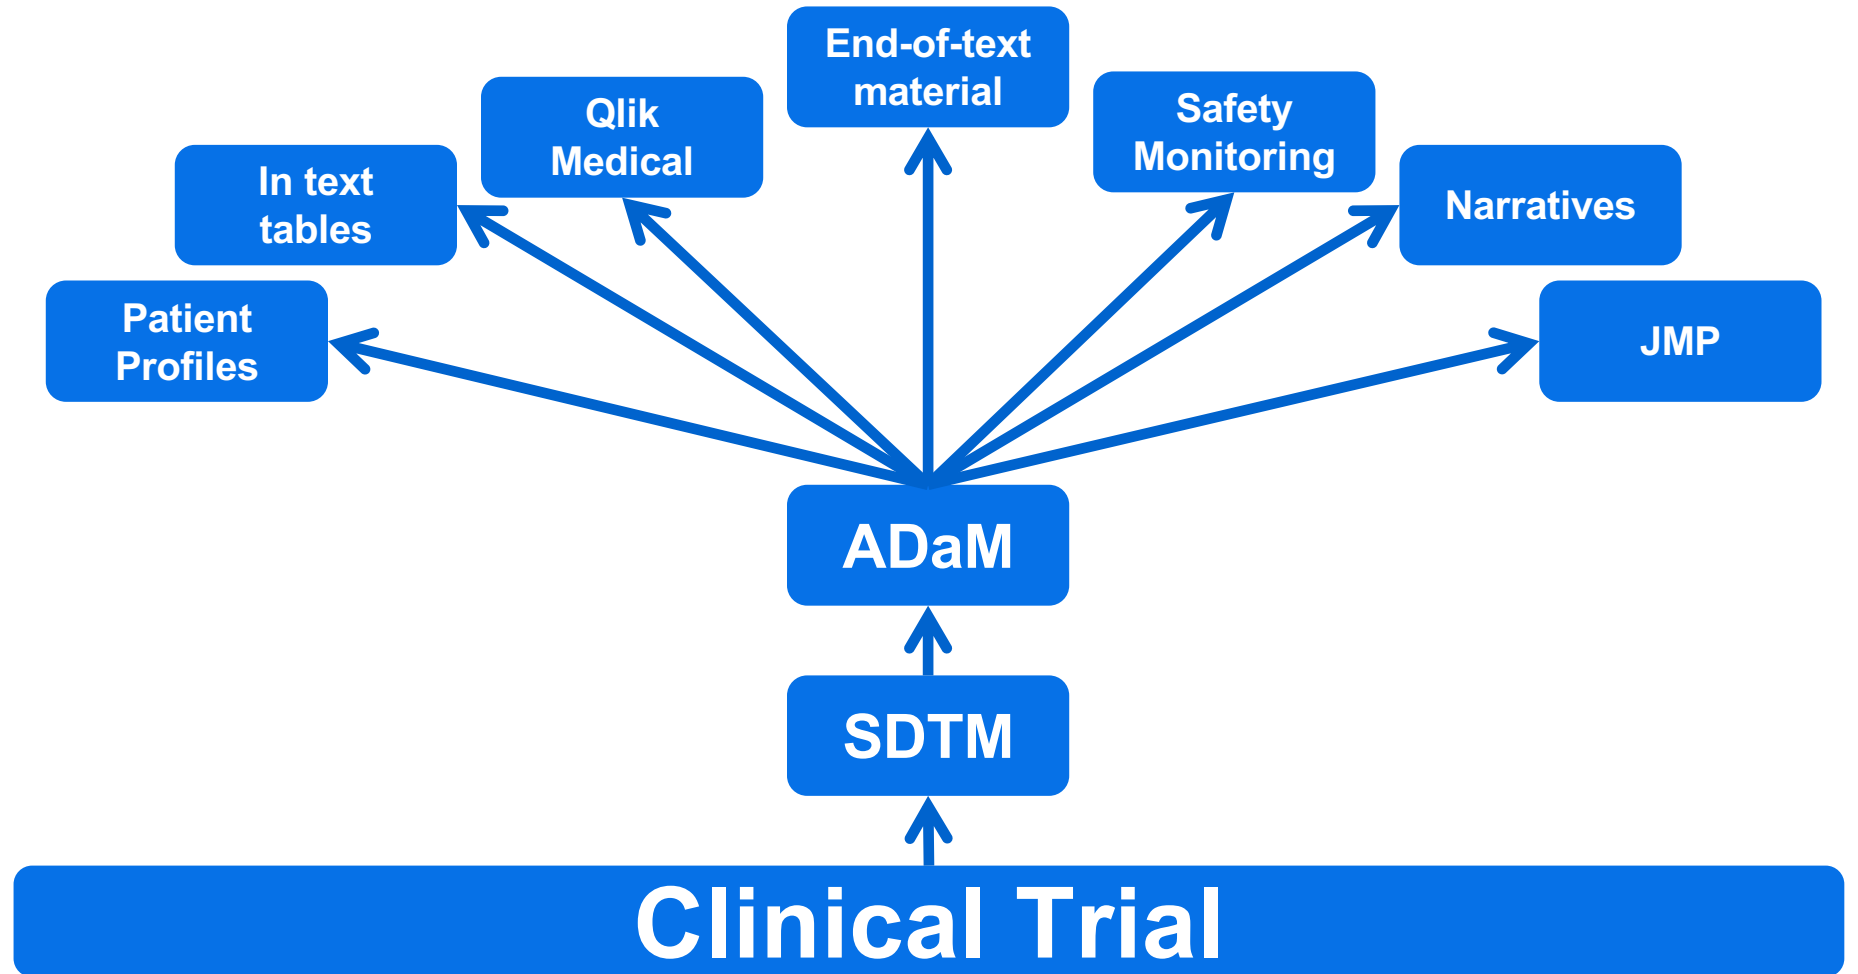 End-of-text
material
Qlik
Medical
Safety
Monitoring
In text
tables
Narratives
Patient
Profiles
JMP
ADaM
SDTM
Clinical Trial